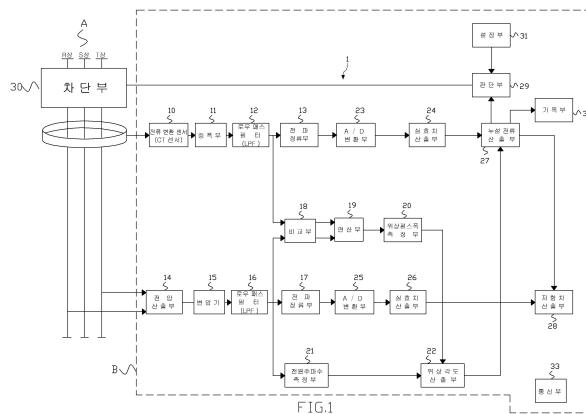 A
R상 S상 T상
1
설정부
31
30
차단부
판단부
29
10
11
12
13
23
24
전류 변환 센서
(CT 센서)
증폭부
로우 패스
필터
(LPF)
전파
정류부
A / D
변환부
실효치
산출부
누설 전류
산출부
27
기록부
18
19
20
비교부
연산부
위상펄스폭
측정부
14
15
16
17
25
26
전압
산출부
변압기
로우 패스
필터
(LPF)
전파
정류부
A / D
변환부
실효치
산출부
저항치
산출부
28
21
22
B
전원주파수
측정부
위상각도
산출부
33
통신부
FIG.1